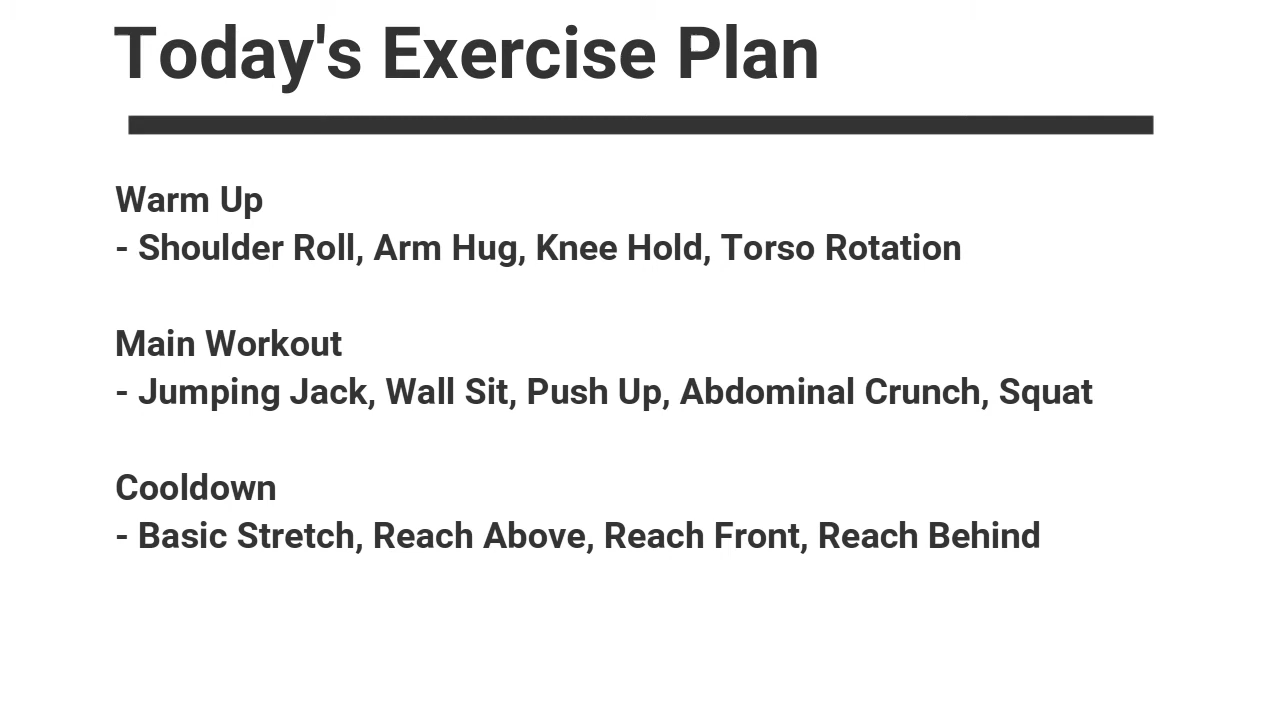 Today's Exercise Plan
Warm Up
- Shoulder Roll, Arm Hug, Knee Hold, Torso Rotation
Main Workout
- Jumping Jack, Wall Sit, Push Up, Abdominal Crunch, Squat
Cooldown
- Basic Stretch, Reach Above, Reach Front, Reach Behind